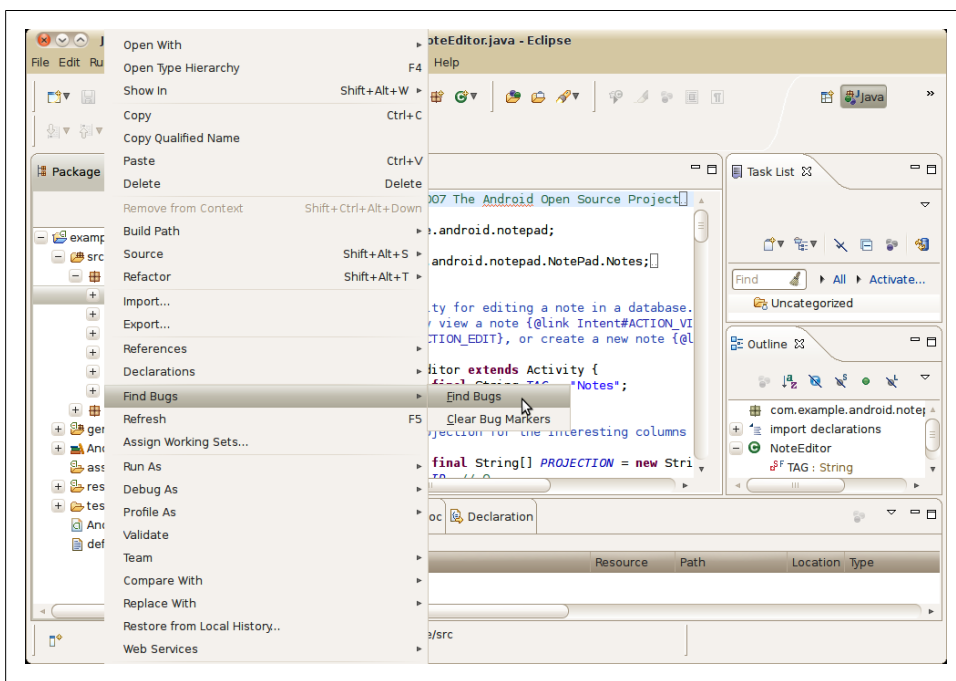 oteEditor.java - Eclipse
File Edit Ru
Help
Java
»
Open With
Open Type Hierarchy F4
Show In Shift+Alt+W
Copy Ctrl+C
Copy Qualified Name
Paste Ctrl+V
Delete Delete
Remove from Context Shift+Ctrl+Alt+Down
Build Path
Source Shift+Alt+S
Refactor Shift+Alt+T
Import...
Export...
References
Declarations
Find Bugs
Refresh F5
Assign Working Sets...
Run As
Debug As
Profile As
Validate
Team
Compare With
Replace With
Restore from Local History...
Web Services
Find Bugs
Clear Bug Markers
Package
examp
src
ger
And
ass
res
tes
And
def
007 The Android Open Source Project
e.android.notepad;
android.notepad.NotePad.Notes;
ity for editing a note in a database.
y view a note {@link Intent#ACTION_VI
CTION_EDIT}, or create a new note {@l
ditor extends Activity {
final String TAG = "Notes";
ojection for the interesting columns
final String[] PROJECTION = new Stri
Task List
Find
All
Activate...
Uncategorized
Outline
com.example.android.notep
import declarations
NoteEditor
TAG : String
oc
Declaration
Resource Path Location Type
e/src